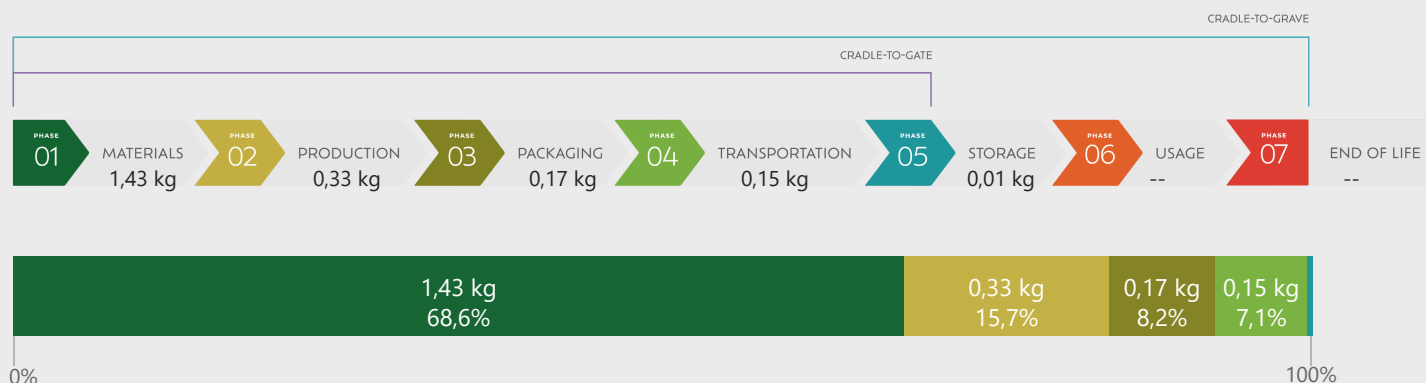 CRADLE-TO-GRAVE
CRADLE-TO-GATE
PHASE
01
MATERIALS
1,43 kg
PHASE
02
PRODUCTION
0,33 kg
PHASE
03
PACKAGING
0,17 kg
PHASE
04
TRANSPORTATION
0,15 kg
PHASE
05
STORAGE
0,01 kg
PHASE
06
USAGE
--
PHASE
07
END OF LIFE
--
1,43 kg
68,6%
0,33 kg
15,7%
0,17 kg
8,2%
0,15 kg
7,1%
0%
100%